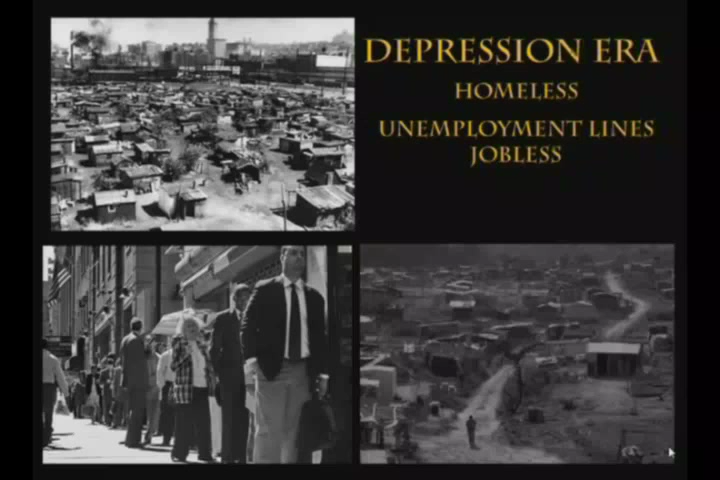 DEPRESSION ERA
HOMELESS
UNEMPLOYMENT LINES
JOBLESS